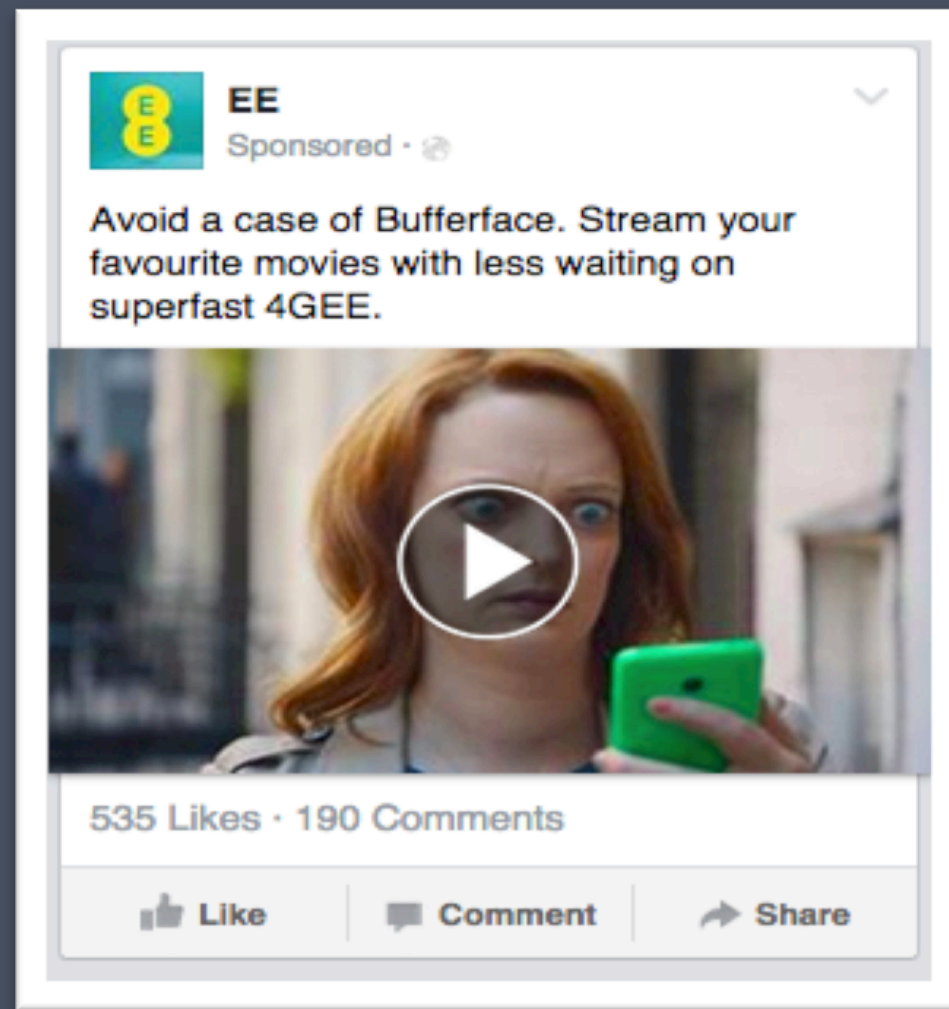 E
E
EE
Sponsored ·
Avoid a case of Bufferface. Stream your
favourite movies with less waiting on
superfast 4GEE.
535 Likes · 190 Comments
Like Comment Share